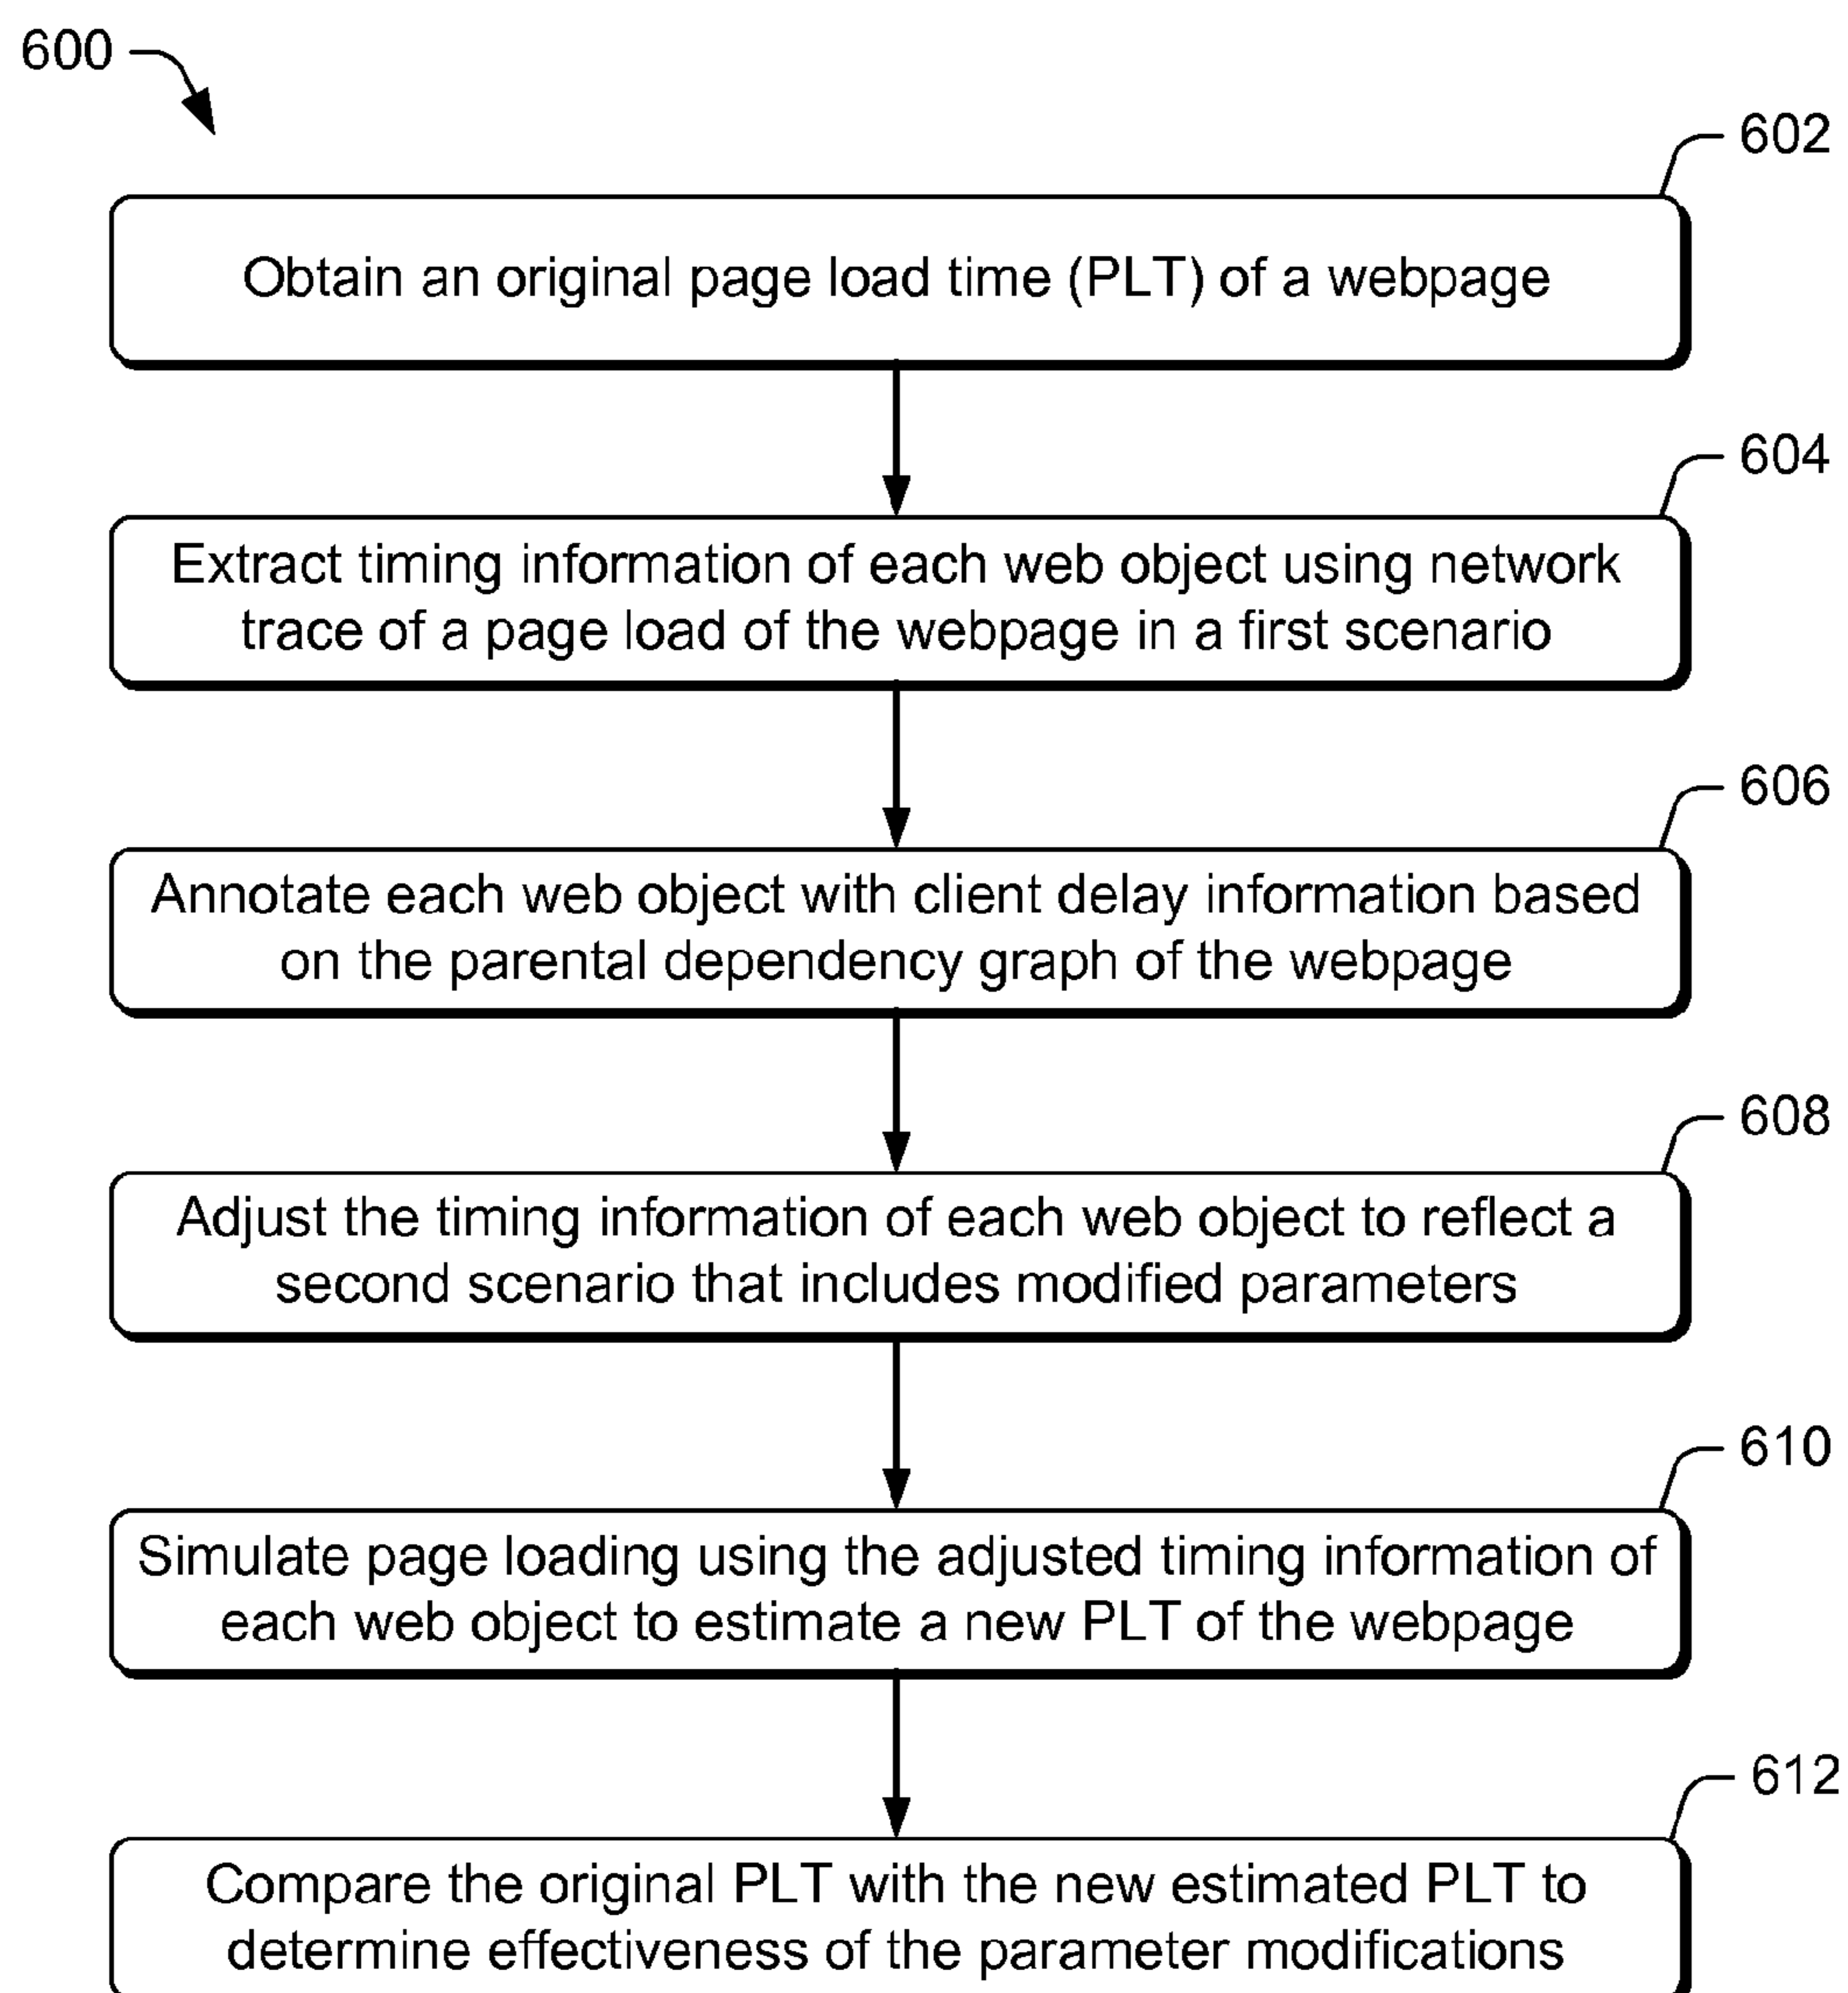 600
602
Obtain an original page load time (PLT) of a webpage
604
Extract timing information of each web object using network
trace of a page load of the webpage in a first scenario
606
Annotate each web object with client delay information based
on the parental dependency graph of the webpage
608
Adjust the timing information of each web object to reflect a
second scenario that includes modified parameters
610
Simulate page loading using the adjusted timing information of
each web object to estimate a new PLT of the webpage
612
Compare the original PLT with the new estimated PLT to
determine effectiveness of the parameter modifications